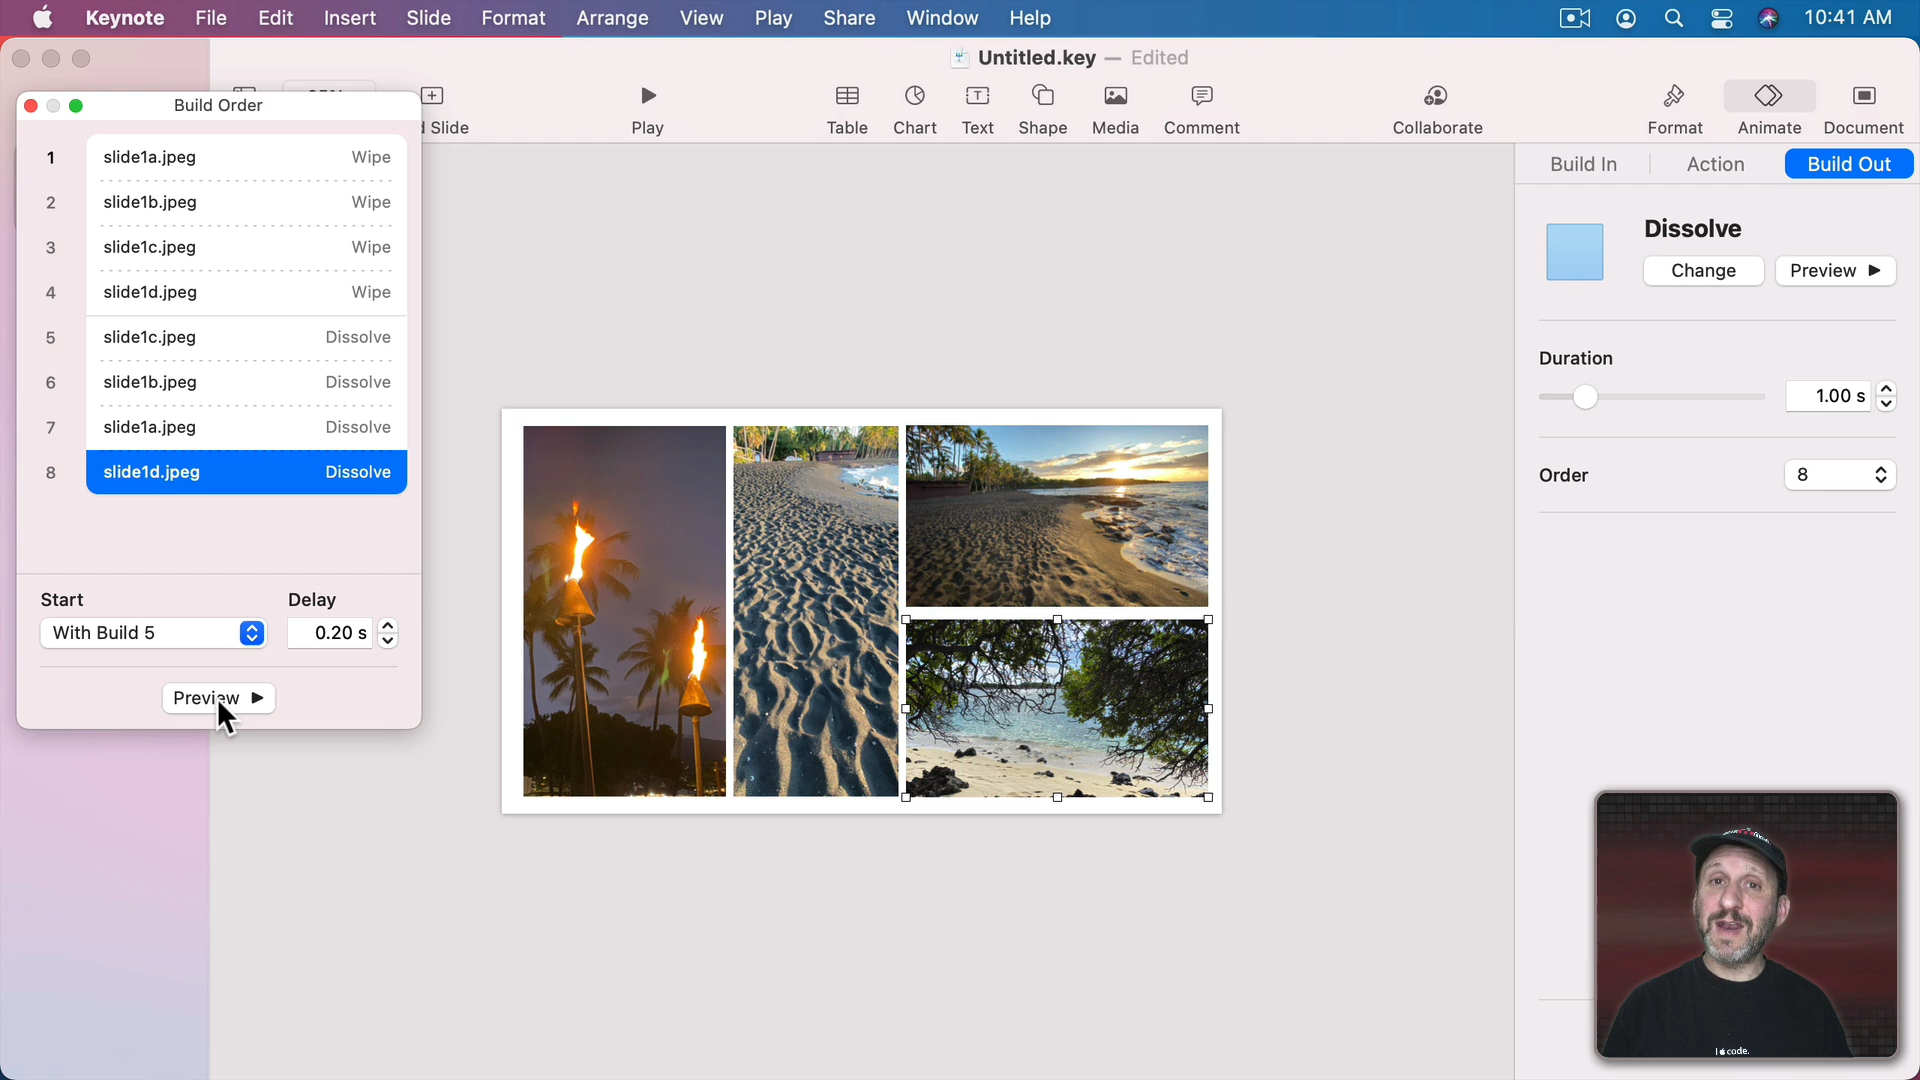 Keynote File Edit Insert Slide Format Arrange View Play Share Window Help 10:41 AM
Untitled.key — Edited
Build Order
d Slide
Play
Table
Chart
Text
Shape
Media
Comment
Collaborate
Format
Animate
Document
1 slide1a.jpeg Wipe
2 slide1b.jpeg Wipe
3 slide1c.jpeg Wipe
4 slide1d.jpeg Wipe
5 slide1c.jpeg Dissolve
6 slide1b.jpeg Dissolve
7 slide1a.jpeg Dissolve
8 slide1d.jpeg Dissolve
Start Delay
With Build 5 0.20 s
Preview
Build In Action Build Out
Dissolve
Change Preview
Duration
1.00 s
Order 8
code.